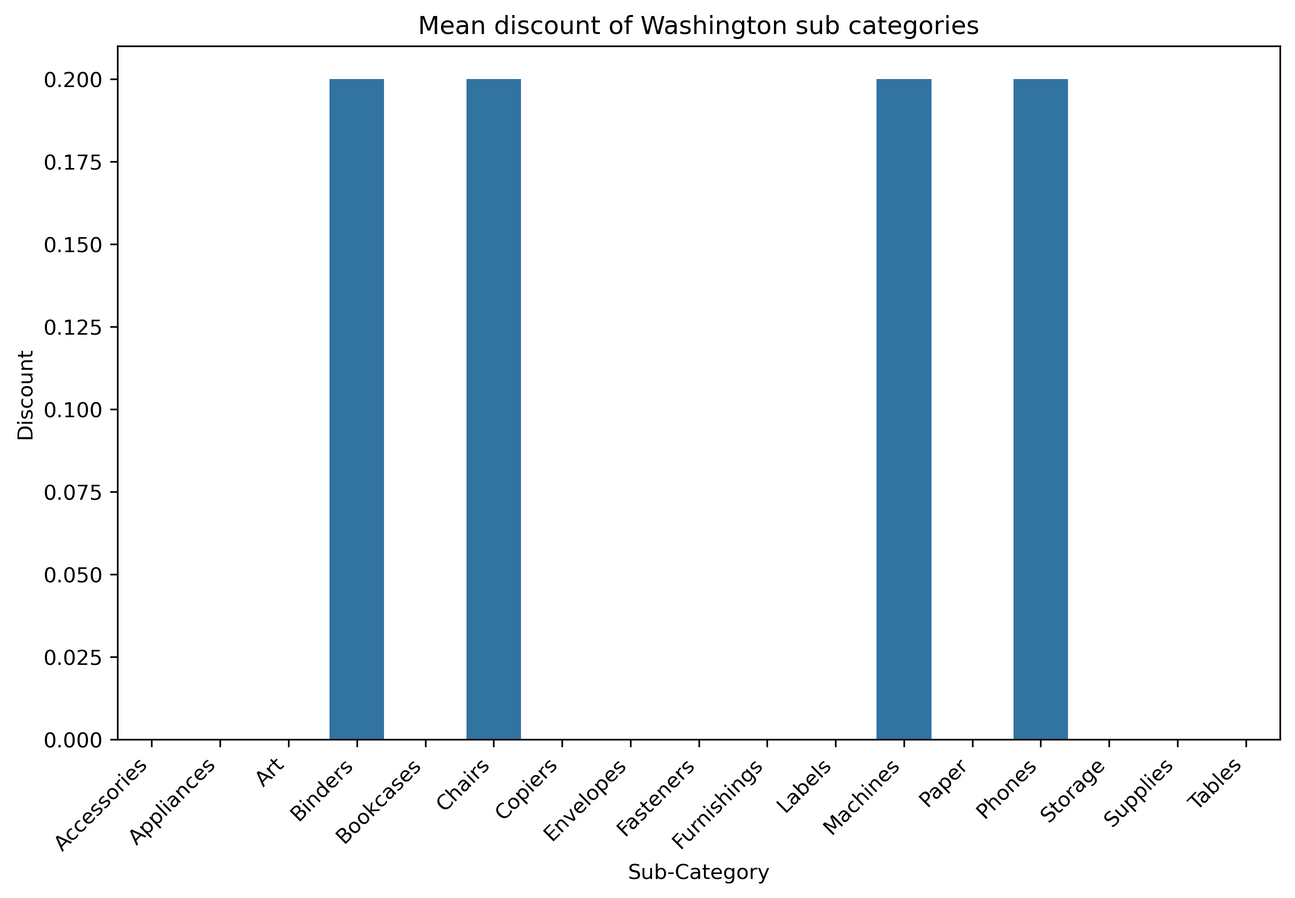 Mean discount of Washington sub categories
0.200
0.175
0.150
0.125
0.100
0.075
0.050
0.025
0.000
Discount
Accessories
Appliances
Art
Binders
Bookcases
Chairs
Copiers
Envelopes
Fasteners
Furnishings
Labels
Machines
Paper
Phones
Storage
Supplies
Tables
Sub-Category